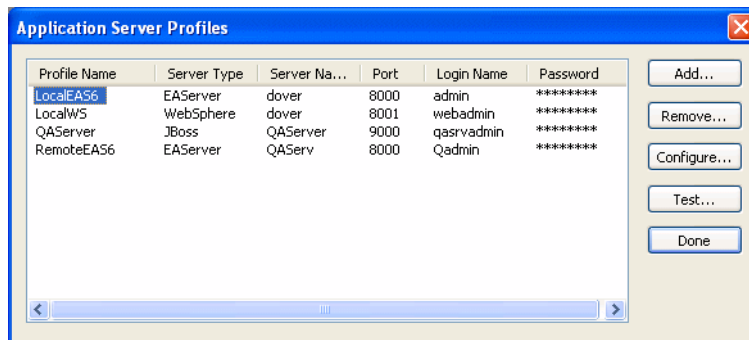 Application Server Profiles
Profile Name Server Type Server Na... Port Login Name Password
LocalEAS6 EAServer dover 8000 admin ********
LocalWS WebSphere dover 8001 webadmin ********
QAServer JBoss QAServer 9000 qasrvadmin ********
RemoteEAS6 EAServer QAServ 8000 Qadmin ********
Add...
Remove...
Configure...
Test...
Done